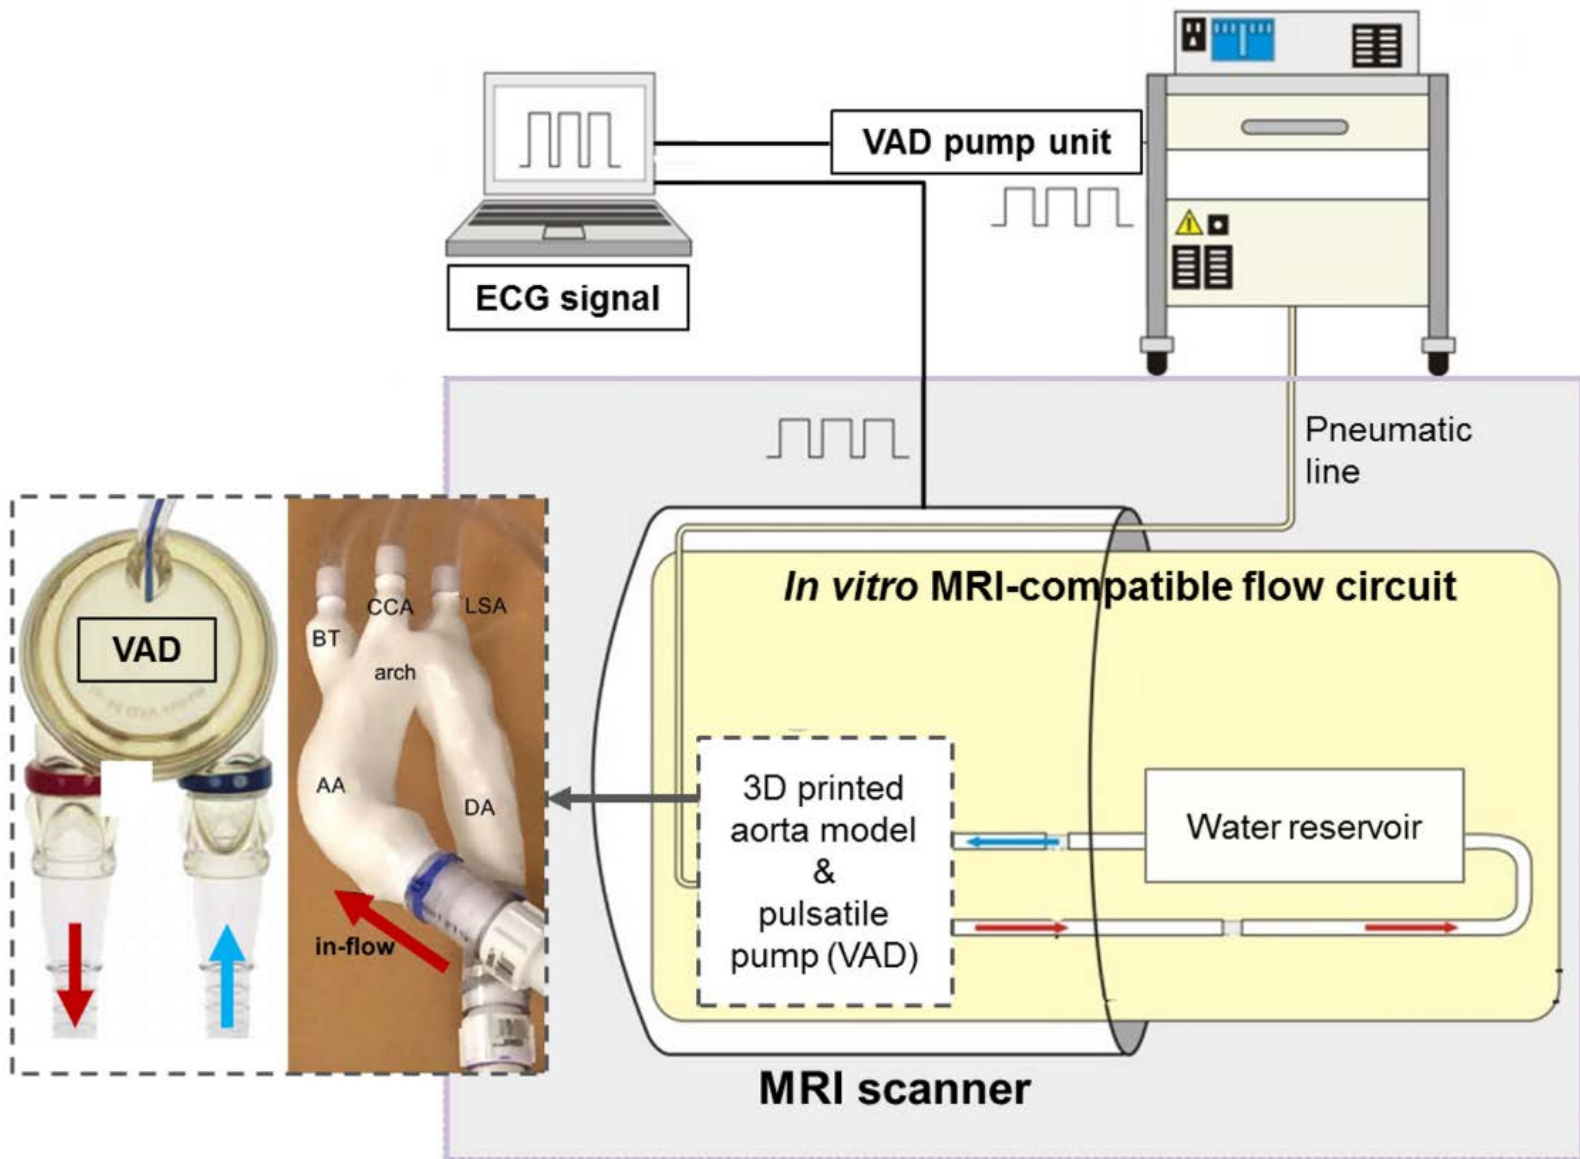 VAD pump unit
ECG signal
Pneumatic
line
In vitro MRI-compatible flow circuit
VAD
BT
CCA
LSA
arch
AA
DA
in-flow
3D printed
aorta model
&
pulsatile
pump (VAD)
Water reservoir
MRI scanner